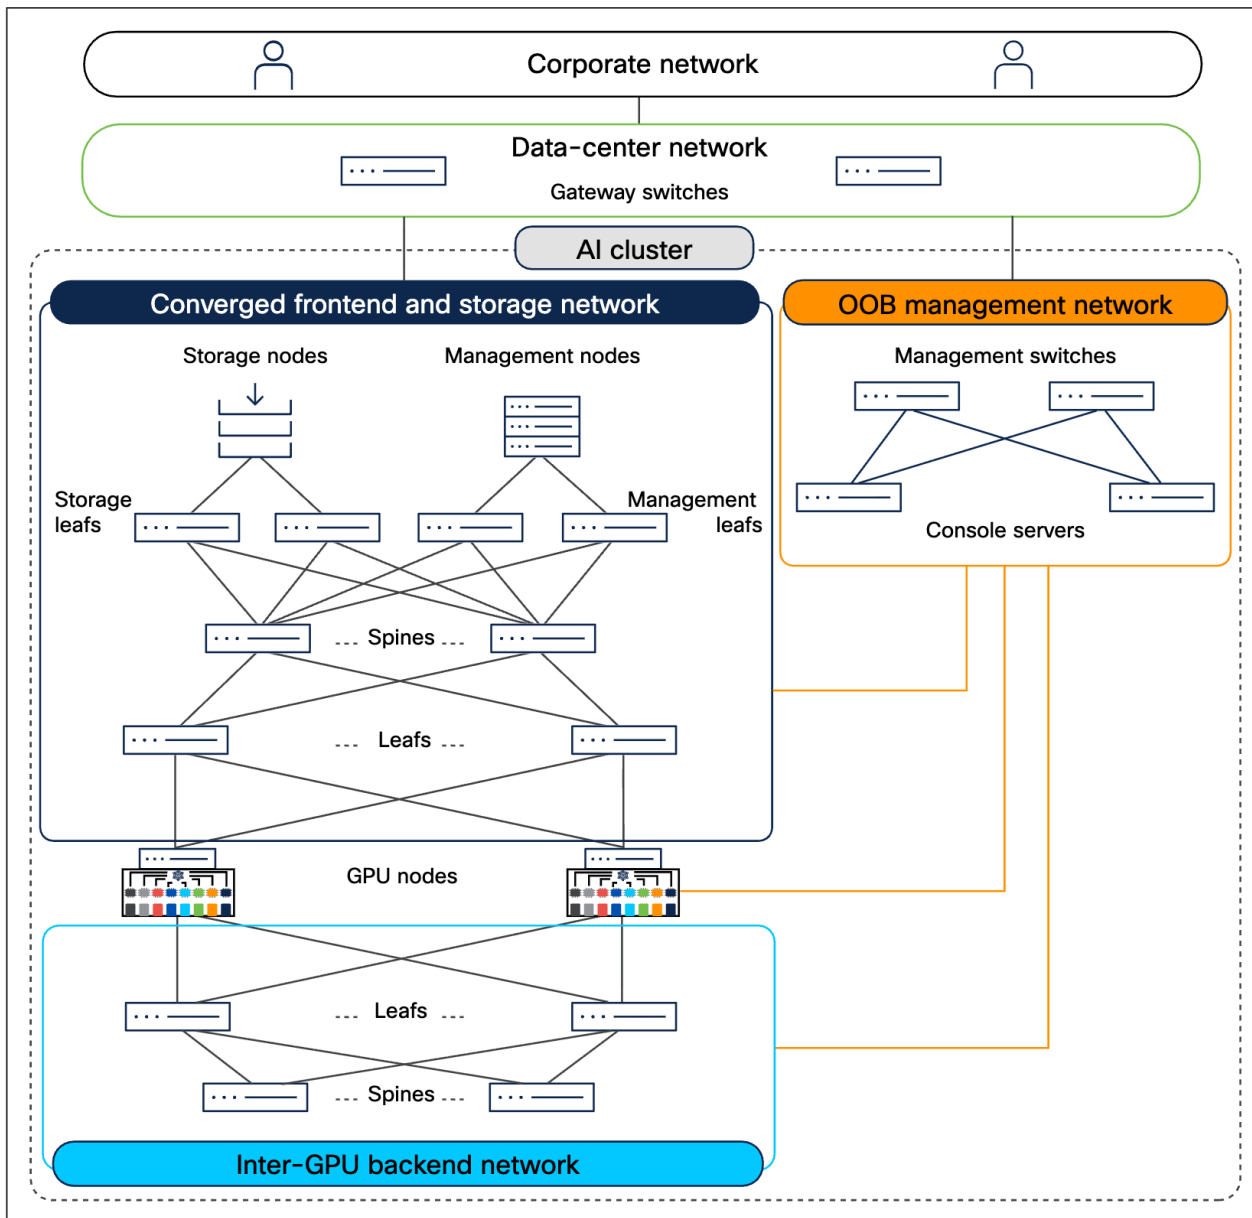 Corporate network
Data-center network
Gateway switches
AI cluster
Converged frontend and storage network
OOB management network
Storage nodes
Management nodes
Management switches
Storage
leafs
Management
leafs
Console servers
Spines
Leafs
GPU nodes
Leafs
Spines
Inter-GPU backend network